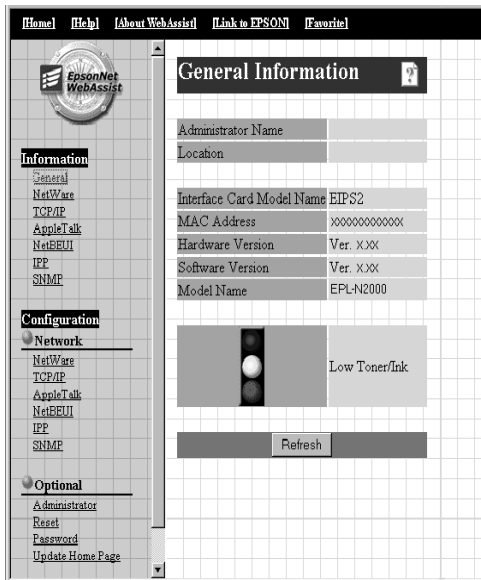 [Home] [Help] [About WebAssist] [Link to EPSON] [Favorite]
EpsonNet
WebAssist
Information
General
NetWare
TCP/IP
AppleTalk
NetBEUI
IPP
SNMP
Configuration
Network
NetWare
TCP/IP
AppleTalk
NetBEUI
IPP
SNMP
Optional
Administrator
Reset
Password
Update Home Page
General Information ?
Administrator Name
Location
Interface Card Model Name EIPS2
MAC Address XXXXXXXXXXXX
Hardware Version Ver. X.XX
Software Version Ver. X.XX
Model Name EPL-N2000
Low Toner/Ink
Refresh